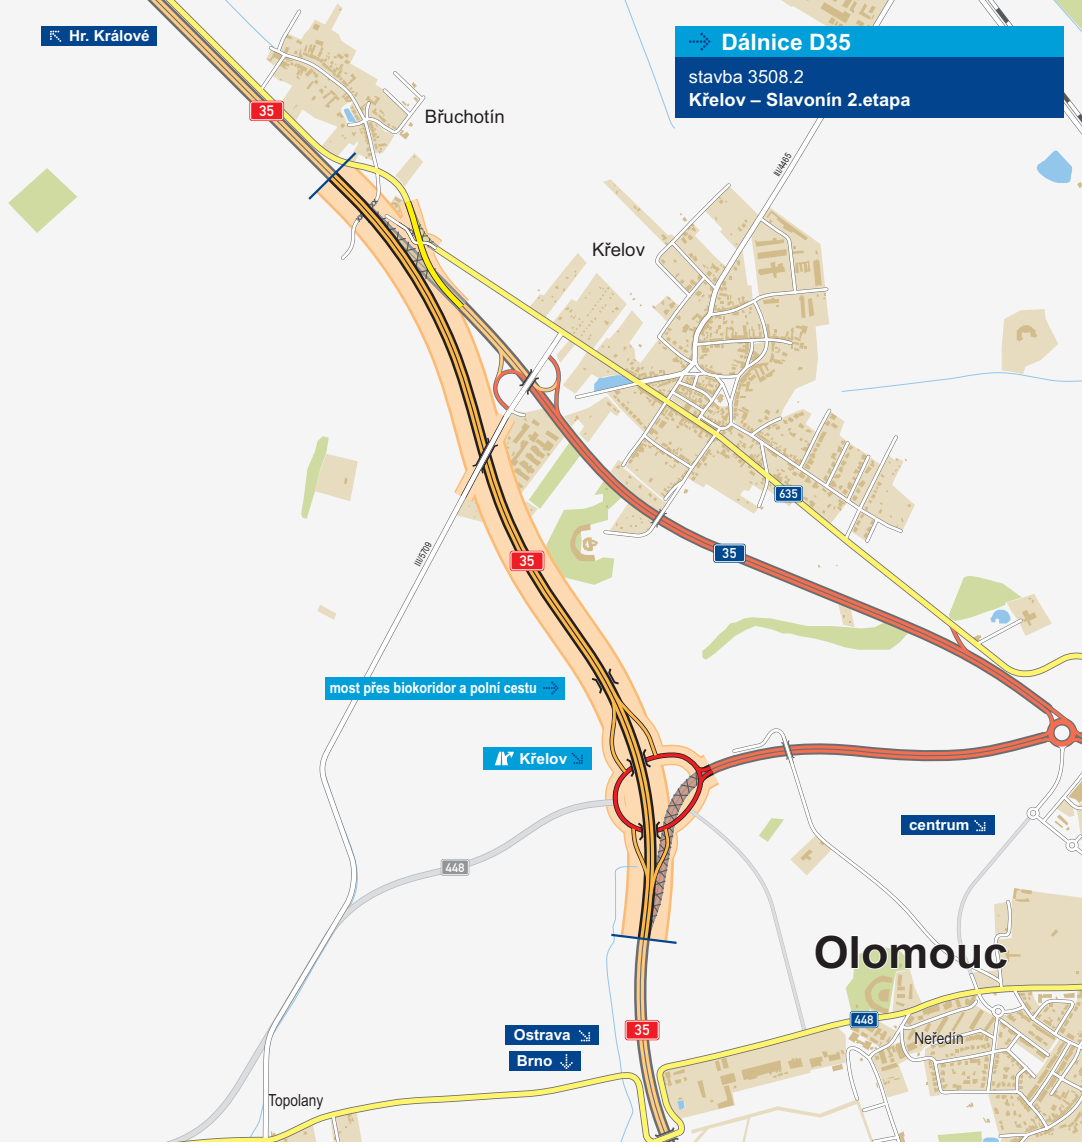 Hr. Králové
Dálnice D35
stavba 3508.2
Křelov – Slavonín 2.etapa
35
Břuchotín
III/4465
Křelov
635
35
35
III/5709
most přes biokoridor a polní cestu
Křelov
centrum
448
Olomouc
448
35
Ostrava
Neředín
Brno
Topolany